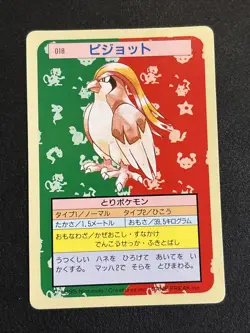 018
ピジョット
とりポケモン
タイプ1/ノーマル タイプ2/ひこう
たかさ/1,5メートル おもさ/39,5キログラム
おもなわざ/かぜおこし・すなかけ
でんこうせっか・ふきとばし
うつくしい ハネを ひろげて あいてを いか
くする。マッハ2で そらを とびまわる。